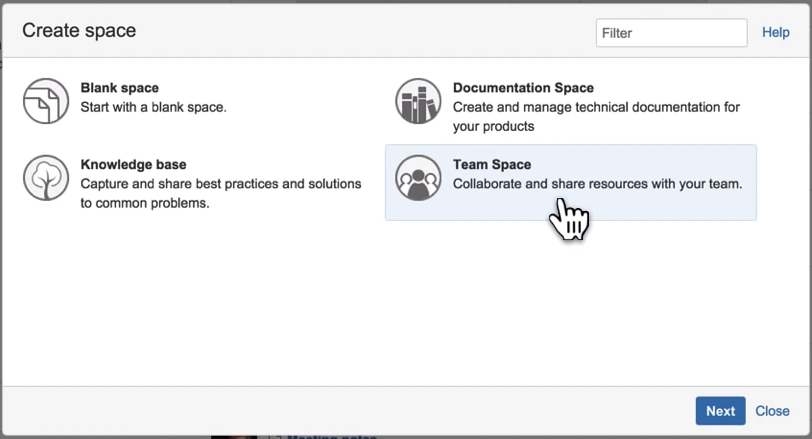 Create space
Filter
Help
Blank space
Start with a blank space.
Documentation Space
Create and manage technical documentation for
your products
Knowledge base
Capture and share best practices and solutions
to common problems.
Team Space
Collaborate and share resources with your team.
Next
Close
Meeting notes